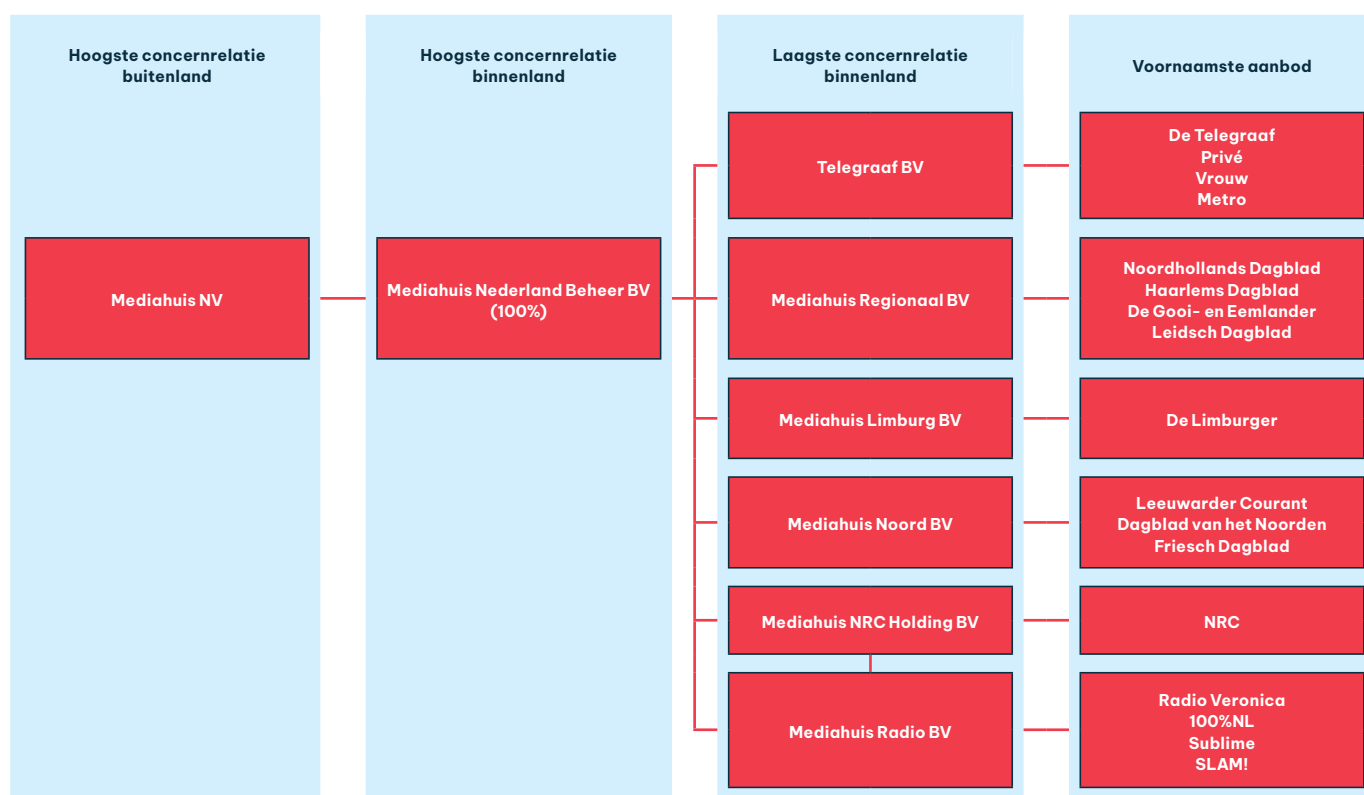 Hoogste concernrelatie
buitenland
Hoogste concernrelatie
binnenland
Laagste concernrelatie
binnenland
Voornaamste aanbod
Mediahuis NV
Mediahuis Nederland Beheer BV
(100%)
Telegraaf BV
De Telegraaf
Privé
Vrouw
Metro
Mediahuis Regionaal BV
Noordhollands Dagblad
Haarlems Dagblad
De Gooi- en Eemlander
Leidsch Dagblad
Mediahuis Limburg BV
De Limburger
Mediahuis Noord BV
Leeuwarder Courant
Dagblad van het Noorden
Friesch Dagblad
Mediahuis NRC Holding BV
NRC
Mediahuis Radio BV
Radio Veronica
100%NL
Sublime
SLAM!